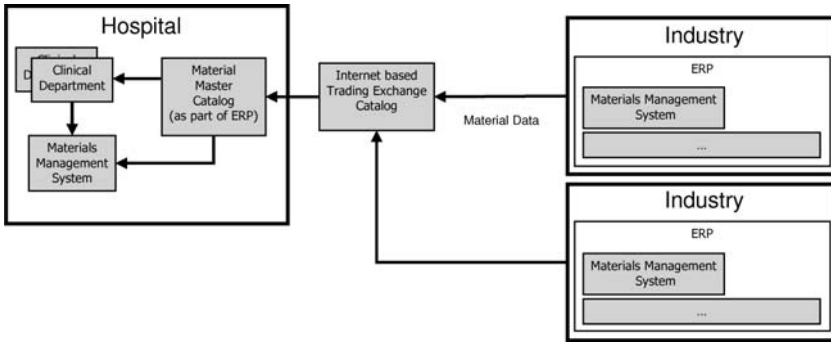 Hospital
Clinical
D
Clinical
Department
Materials
Management
System
Material
Master
Catalog
(as part of ERP)
Internet based
Trading Exchange
Catalog
Material Data
Industry
ERP
Materials Management
System
...
Industry
ERP
Materials Management
System
...